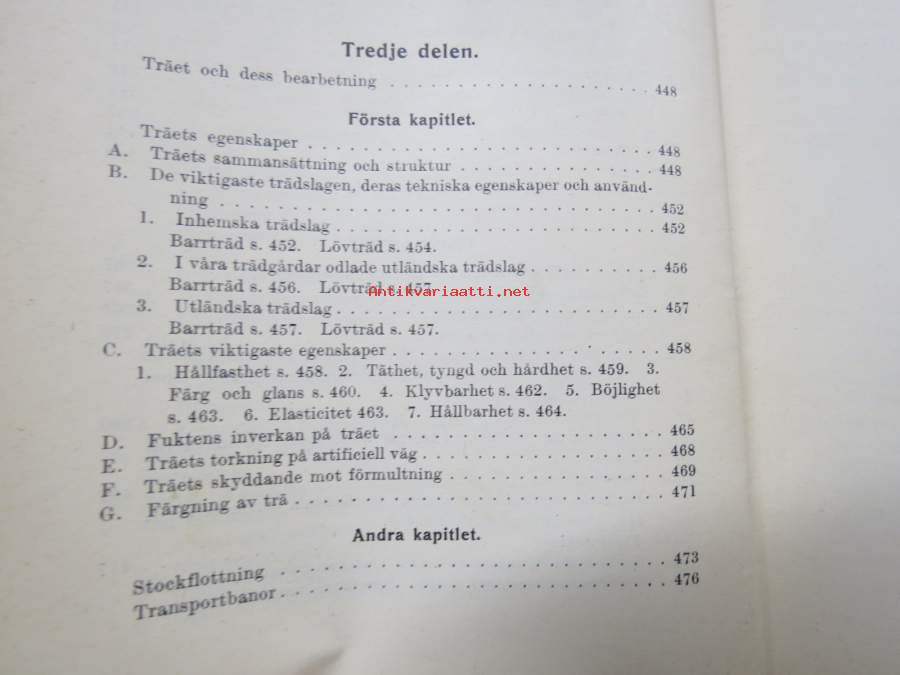 Tredje delen.
Träet och dess bearbetning . . . . . . . . . . . . . . . . . . . 448
Första kapitlet.
Träets egenskaper . . . . . . . . . . . . . . . . . . . . . . . . . 448
A. Träets sammansättning och struktur . . . . . . . . . . . . . . 448
B. De viktigaste trädslagen, deras tekniska egenskaper och använd-
ning . . . . . . . . . . . . . . . . . . . . . . . . . . . . . . . 452
1. Inhemska trädslag . . . . . . . . . . . . . . . . . . . . . . . 452
Barrträd s. 452. Lövträd s. 454.
2. I våra trädgårdar odlade utländska trädslag . . . . . . . . . . 456
Barrträd s. 456. Lövträd s. 457.
Antikvariaatti.net
3. Utländska trädslag . . . . . . . . . . . . . . . . . . . . . . . 457
Barrträd s. 457. Lövträd s. 457.
C. Träets viktigaste egenskaper . . . . . . . . . . . . . . . . . . 458
1. Hållfasthet s. 458. 2. Täthet, tyngd och hårdhet s. 459. 3.
Färg och glans s. 460. 4. Klyvbarhet s. 462. 5. Böjlighet
s. 463. 6. Elasticitet 463. 7. Hållbarhet s. 464.
D. Fuktens inverkan på träet . . . . . . . . . . . . . . . . . . . 465
E. Träets torkning på artificiell väg . . . . . . . . . . . . . . . . 468
F. Träets skyddande mot förmultning . . . . . . . . . . . . . . . 469
G. Färgning av trä . . . . . . . . . . . . . . . . . . . . . . . . . 471
Andra kapitlet.
Stockflottning . . . . . . . . . . . . . . . . . . . . . . . . . . . 473
Transportbanor . . . . . . . . . . . . . . . . . . . . . . . . . . . 476